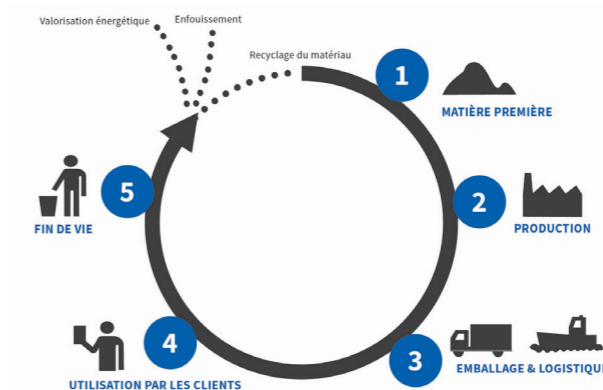 Valorisation énergétique
Enfouissement
Recyclage du matériau
1
MATIÈRE PREMIÈRE
2
PRODUCTION
3
EMBALLAGE & LOGISTIQUE
4
UTILISATION PAR LES CLIENTS
5
FIN DE VIE